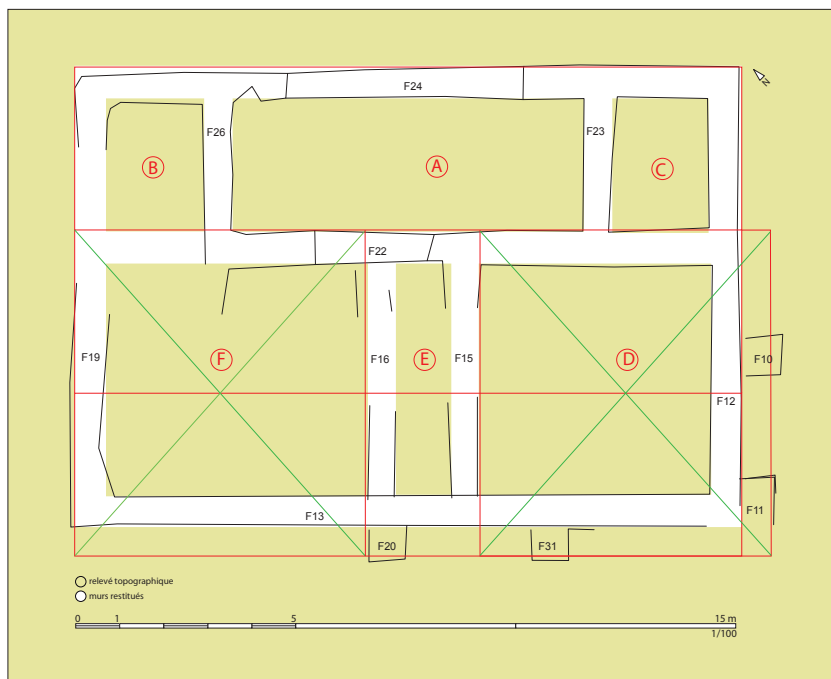 F24
N
F26
F23
B
A
C
F22
F19
F
F16
E
F15
D
F10
F12
F13
F11
F20
F31
relevé topographique
murs restitués
0 1 5 15 m
1/100